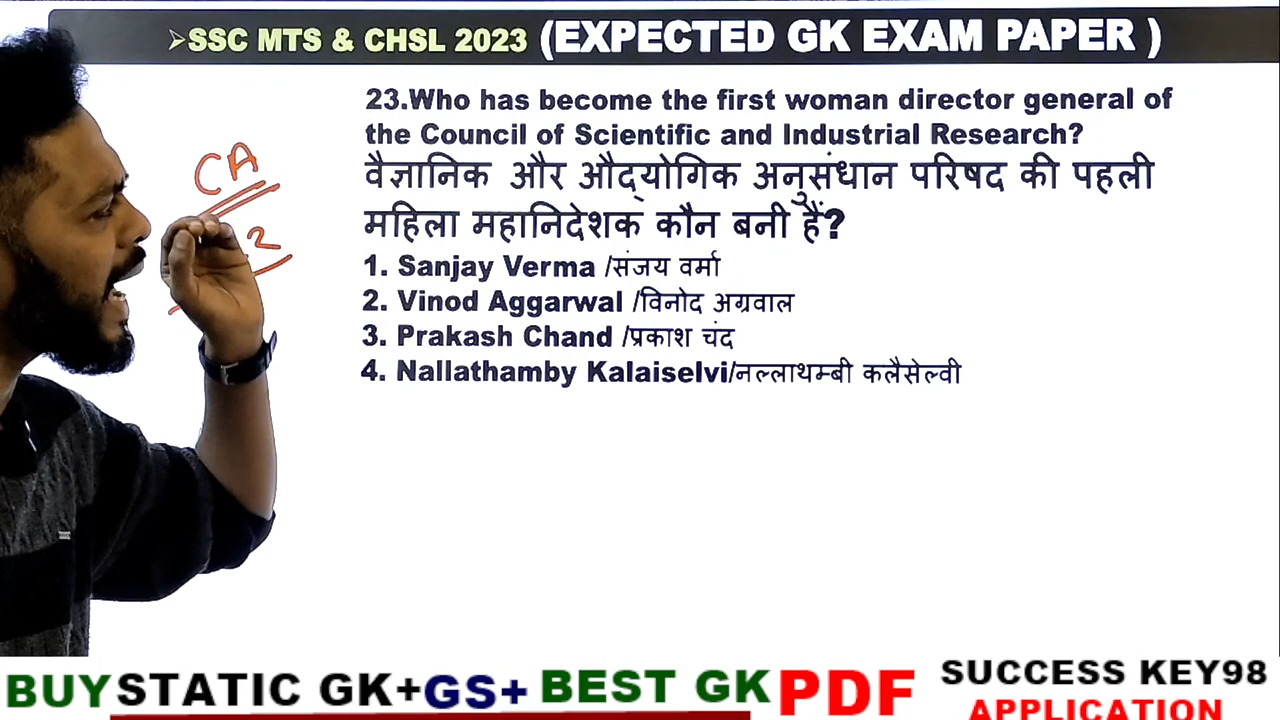 ➢SSC MTS & CHSL 2023 (EXPECTED GK EXAM PAPER )
CA
2
23.Who has become the first woman director general of
the Council of Scientific and Industrial Research?
वैज्ञानिक और औद्‌योगिक अनुसंधान परिषद की पहली
महिला महानिदेशक कौन बनी हैं?
1. Sanjay Verma /संजय वर्मा
2. Vinod Aggarwal /विनोद अग्रवाल
3. Prakash Chand /प्रकाश चंद
4. Nallathamby Kalaiselvi/नल्लाथम्बी कलैसेल्वी
BUY STATIC GK+GS+ BEST GK PDF
SUCCESS KEY98
APPLICATION